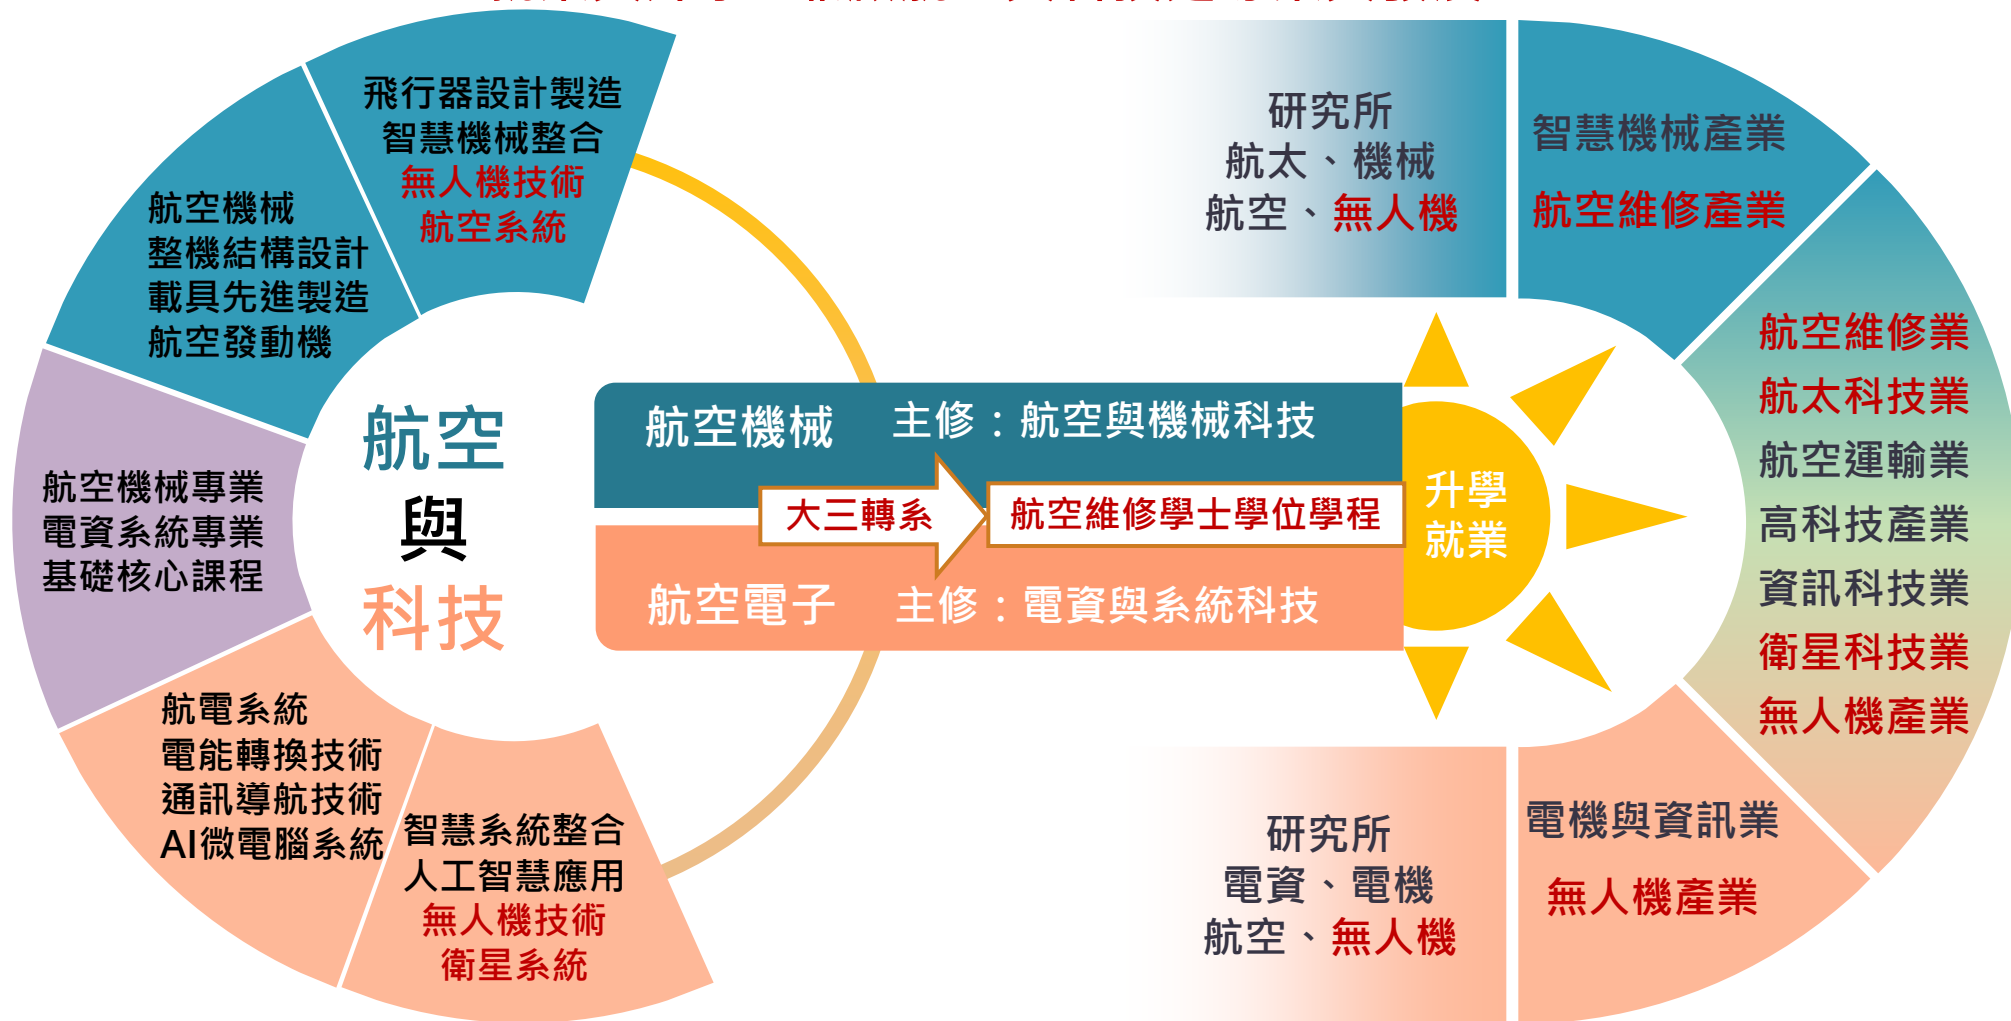 飛行器設計製造
智慧機械整合
無人機技術
航空系統
航空機械
整機結構設計
載具先進製造
航空發動機
航空機械專業
電資系統專業
基礎核心課程
航電系統
電能轉換技術
通訊導航技術
AI微電腦系統
智慧系統整合
人工智慧應用
無人機技術
衛星系統
航空
與
科技
航空機械 主修：航空與機械科技
大三轉系
航空維修學士學位學程
航空電子 主修：電資與系統科技
升學
就業
研究所
航太、機械
航空、無人機
智慧機械產業
航空維修產業
航空維修業
航太科技業
航空運輸業
高科技產業
資訊科技業
衛星科技業
無人機產業
研究所
電資、電機
航空、無人機
電機與資訊業
無人機產業